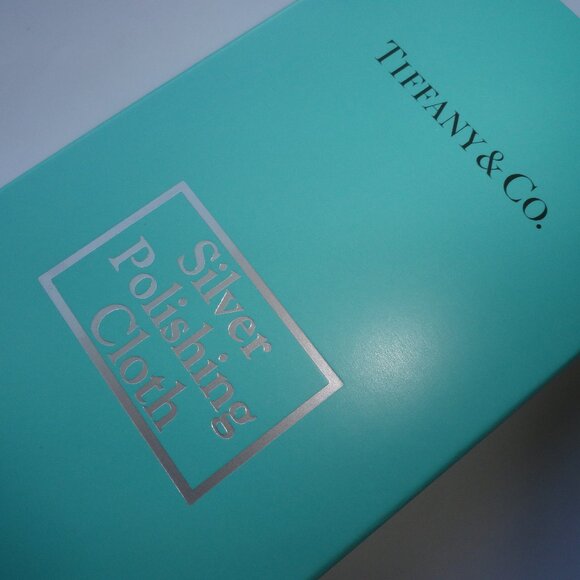 TIFFANY & CO.
Silver
Polishing
Cloth